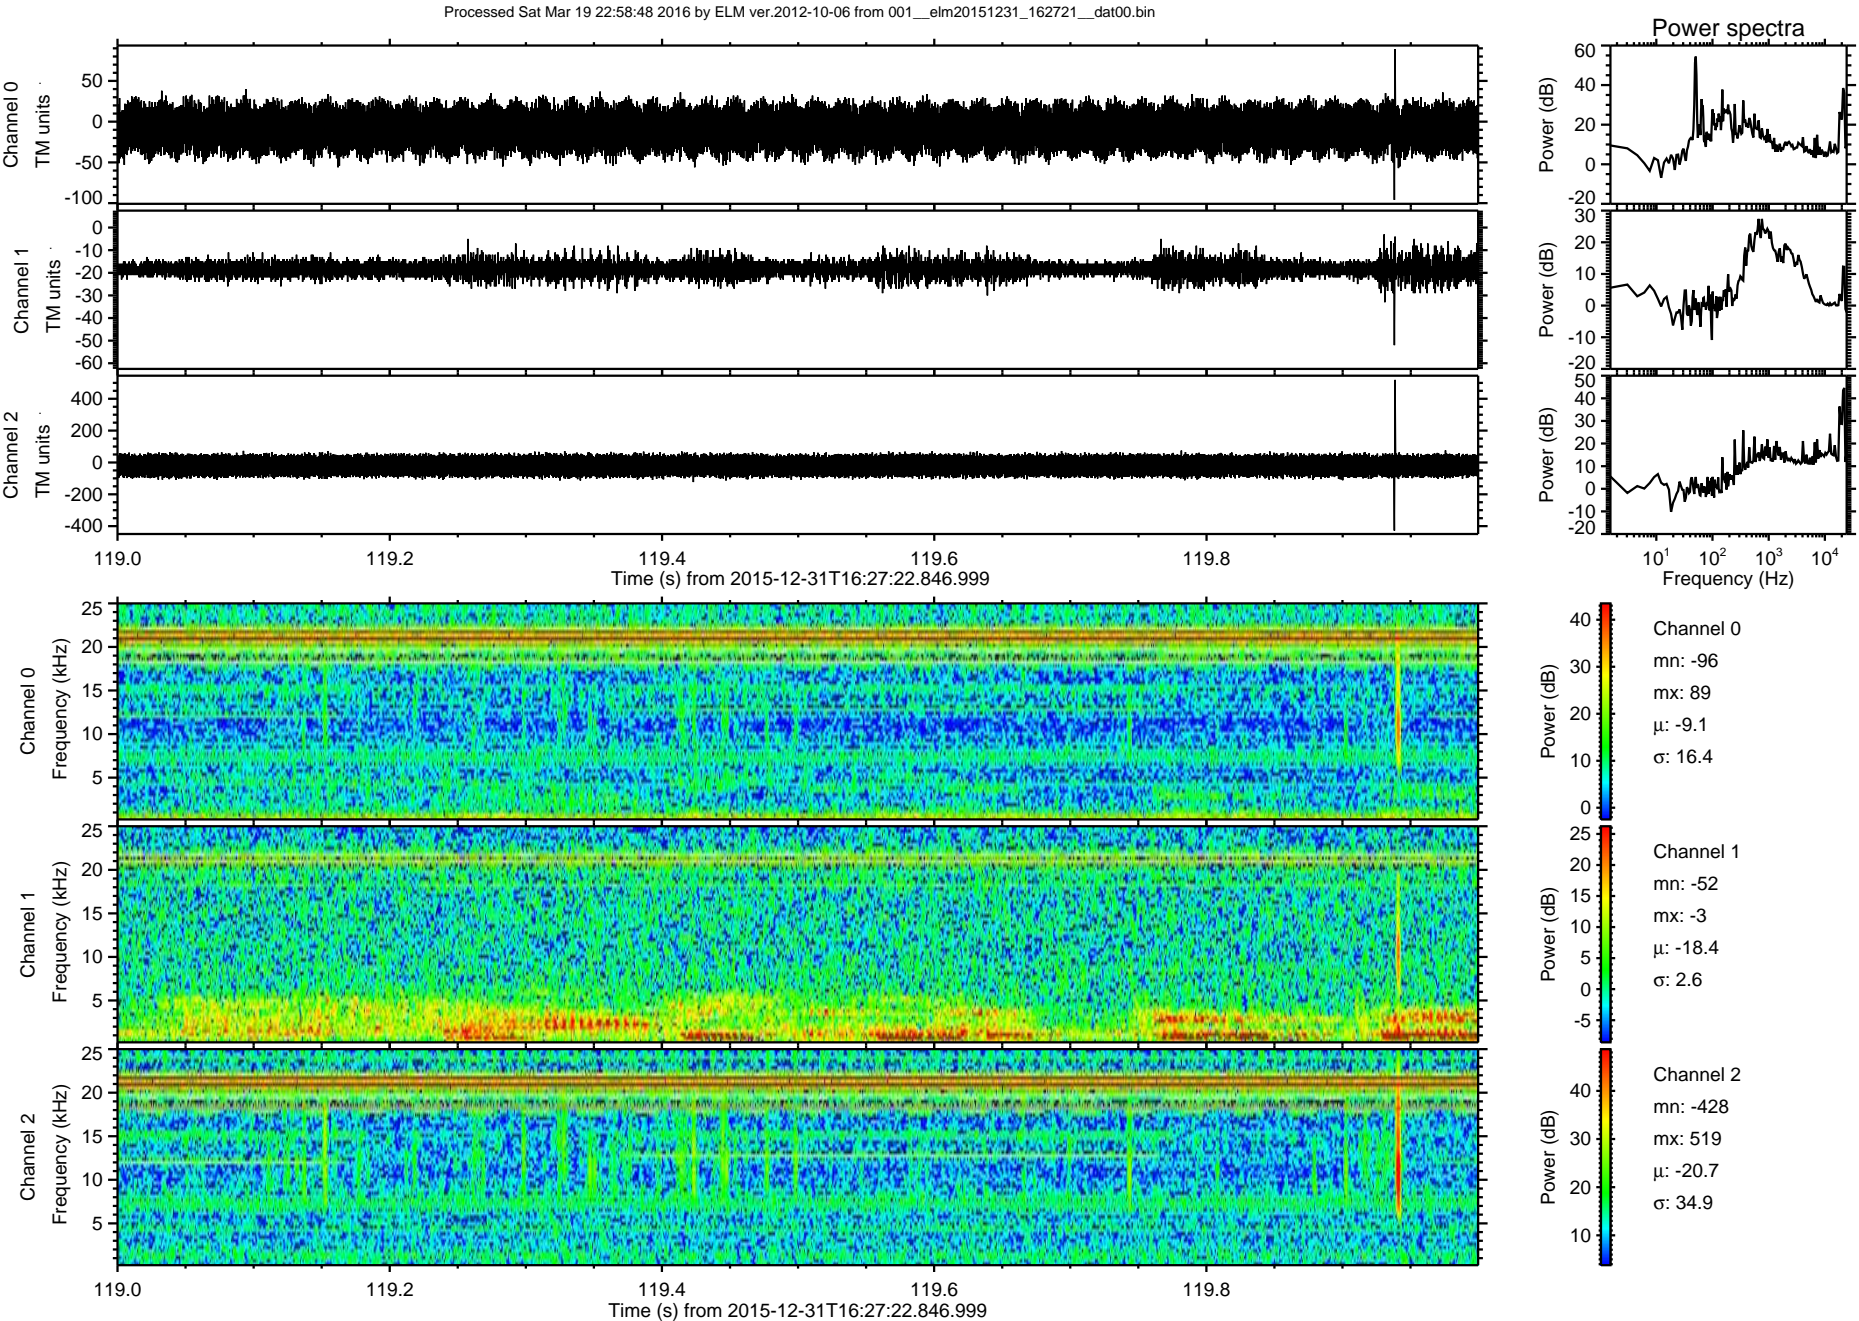 Processed Sat Mar 19 22:58:48 2016 by ELM ver.2012-10-06 from 001__elm20151231_162721__dat00.bin
Power spectra
Channel 0
TM units
50
0
-50
-100
Power (dB)
60
40
20
0
-20
Channel 1
TM units
0
-10
-20
-30
-40
-50
-60
Power (dB)
30
20
10
0
-10
-20
Channel 2
TM units
400
200
0
-200
-400
Power (dB)
50
40
30
20
10
0
-10
-20
119.0 119.2 119.4 119.6 119.8
Time (s) from 2015-12-31T16:27:22.846.999
10¹ 10² 10³ 10⁴
Frequency (Hz)
Channel 0
Frequency (kHz)
25
20
15
10
5
Power (dB)
40
30
20
10
0
Channel 0
mn: -96
mx: 89
μ: -9.1
σ: 16.4
Channel 1
Frequency (kHz)
25
20
15
10
5
Power (dB)
25
20
15
10
5
0
-5
Channel 1
mn: -52
mx: -3
μ: -18.4
σ: 2.6
Channel 2
Frequency (kHz)
25
20
15
10
5
Power (dB)
40
30
20
10
Channel 2
mn: -428
mx: 519
μ: -20.7
σ: 34.9
119.0 119.2 119.4 119.6 119.8
Time (s) from 2015-12-31T16:27:22.846.999